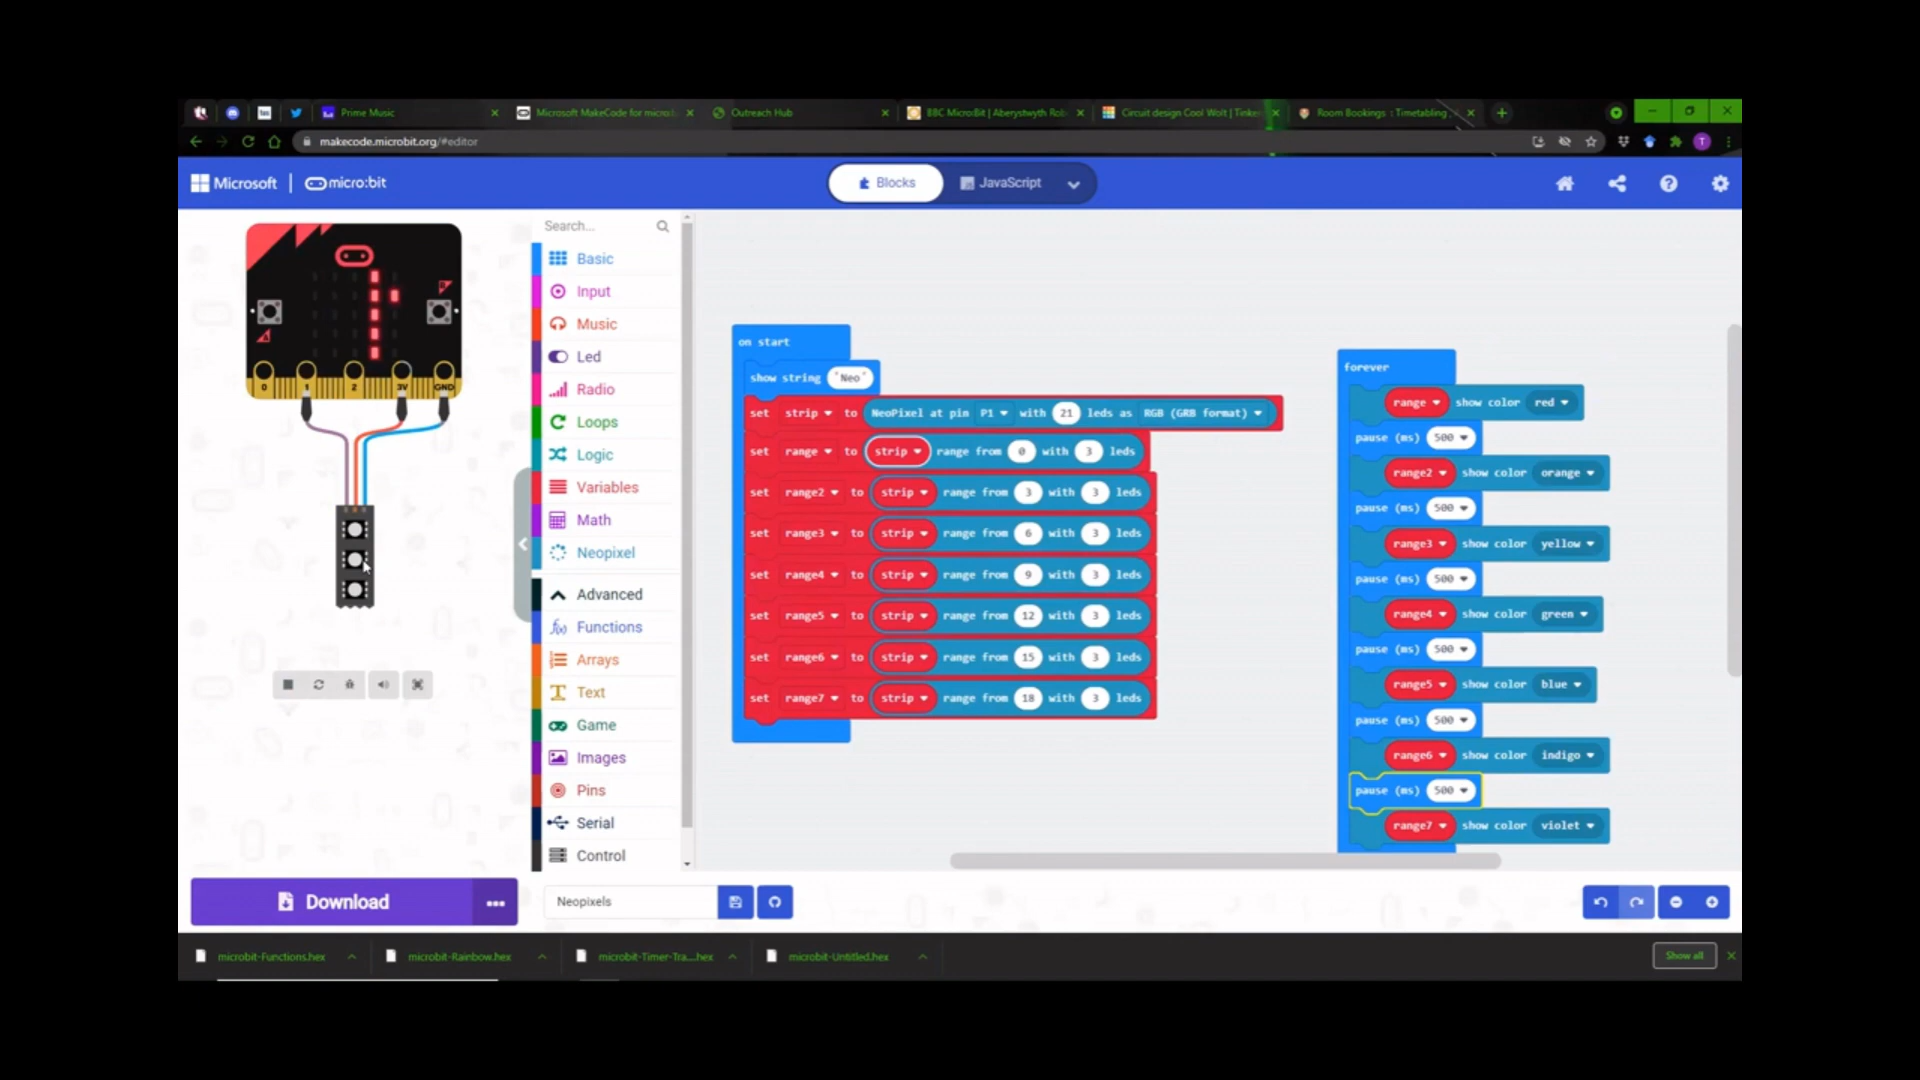 Prime Music
Microsoft MakeCode for micro:b
Outreach Hub
BBC MicroBit | Aberystwyth Rob
Circuit design Cool Wolt | Tinker
Room Bookings : Timetabling ,
makecode.microbit.org/#editor
T
Microsoft
micro:bit
Blocks
JavaScript
A
B
0
1
2
3V
GND
Search...
Basic
Input
Music
Led
Radio
Loops
Logic
Variables
Math
Neopixel
Advanced
Functions
Arrays
Text
Game
Images
Pins
Serial
Control
on start
show string "Neo"
set strip to NeoPixel at pin P1 with 21 leds as RGB (GRB format)
set range to strip range from 0 with 3 leds
set range2 to strip range from 3 with 3 leds
set range3 to strip range from 6 with 3 leds
set range4 to strip range from 9 with 3 leds
set range5 to strip range from 12 with 3 leds
set range6 to strip range from 15 with 3 leds
set range7 to strip range from 18 with 3 leds
forever
range show color red
pause (ms) 500
range2 show color orange
pause (ms) 500
range3 show color yellow
pause (ms) 500
range4 show color green
pause (ms) 500
range5 show color blue
pause (ms) 500
range6 show color indigo
pause (ms) 500
range7 show color violet
Download
Neopixels
microbit-Functions.hex
microbit-Rainbow.hex
microbit-Timer-Tra....hex
microbit-Untitled.hex
Show all